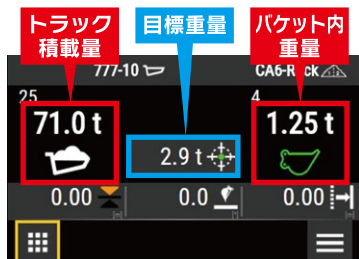 トラック
積載量
目標重量
バケット内
重量
777-10
CA6-R ck
25
4
71.0 t
1.25 t
2.9 t
0.00
0.0
0.00